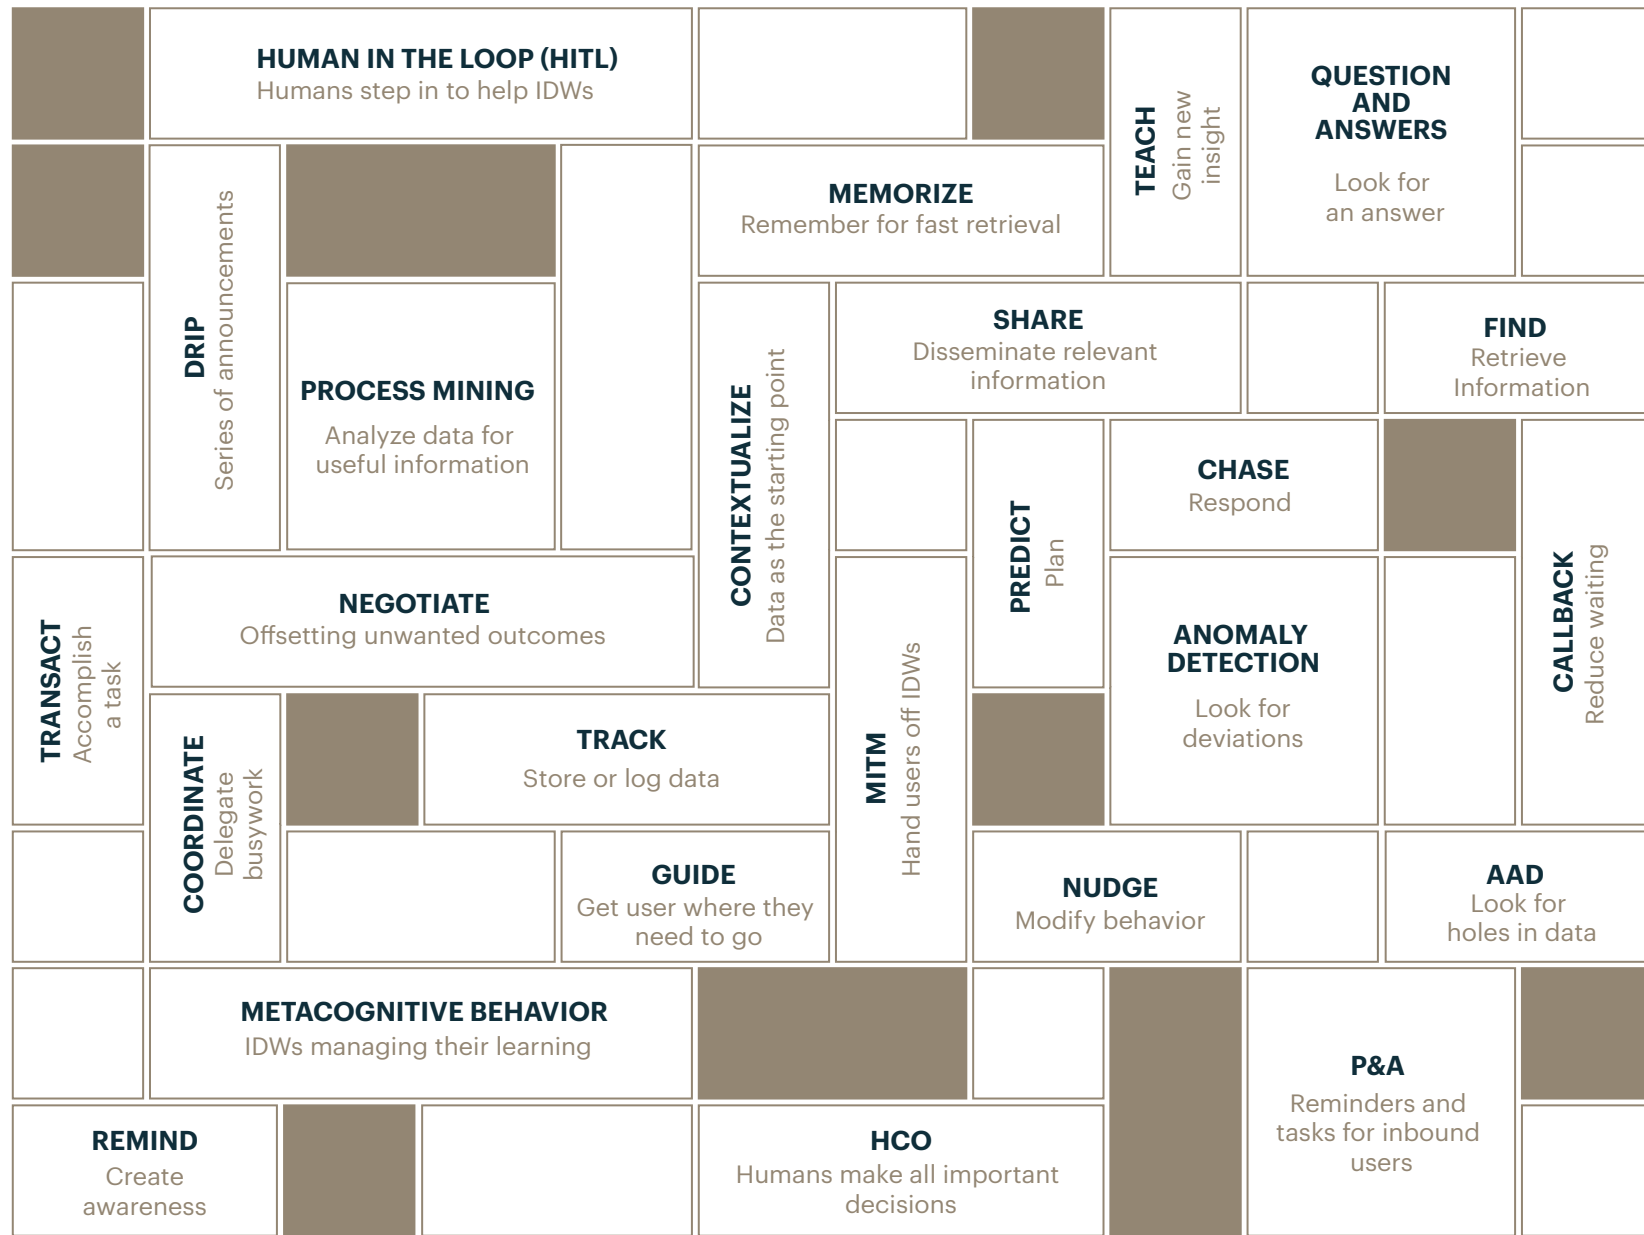 HUMAN IN THE LOOP (HITL)
Humans step in to help IDWs
TEACH
Gain new
insight
QUESTION
AND
ANSWERS
Look for
an answer
MEMORIZE
Remember for fast retrieval
DRIP
Series of announcements
PROCESS MINING
Analyze data for
useful information
CONTEXTUALIZE
Data as the starting point
SHARE
Disseminate relevant
information
FIND
Retrieve
Information
PREDICT
Plan
CHASE
Respond
CALLBACK
Reduce waiting
TRANSACT
Accomplish
a task
NEGOTIATE
Offsetting unwanted outcomes
MITM
Hand users off IDWs
ANOMALY
DETECTION
Look for
deviations
COORDINATE
Delegate
busywork
TRACK
Store or log data
GUIDE
Get user where they
need to go
NUDGE
Modify behavior
AAD
Look for
holes in data
METACOGNITIVE BEHAVIOR
IDWs managing their learning
P&A
Reminders and
tasks for inbound
users
REMIND
Create
awareness
HCO
Humans make all important
decisions